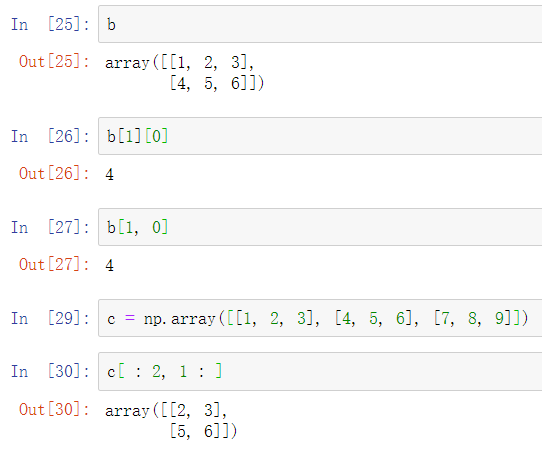 In [25]: b
Out[25]: array([[1, 2, 3],
[4, 5, 6]])
In [26]: b[1][0]
Out[26]: 4
In [27]: b[1, 0]
Out[27]: 4
In [29]: c = np.array([[1, 2, 3], [4, 5, 6], [7, 8, 9]])
In [30]: c[ : 2, 1 : ]
Out[30]: array([[2, 3],
[5, 6]])